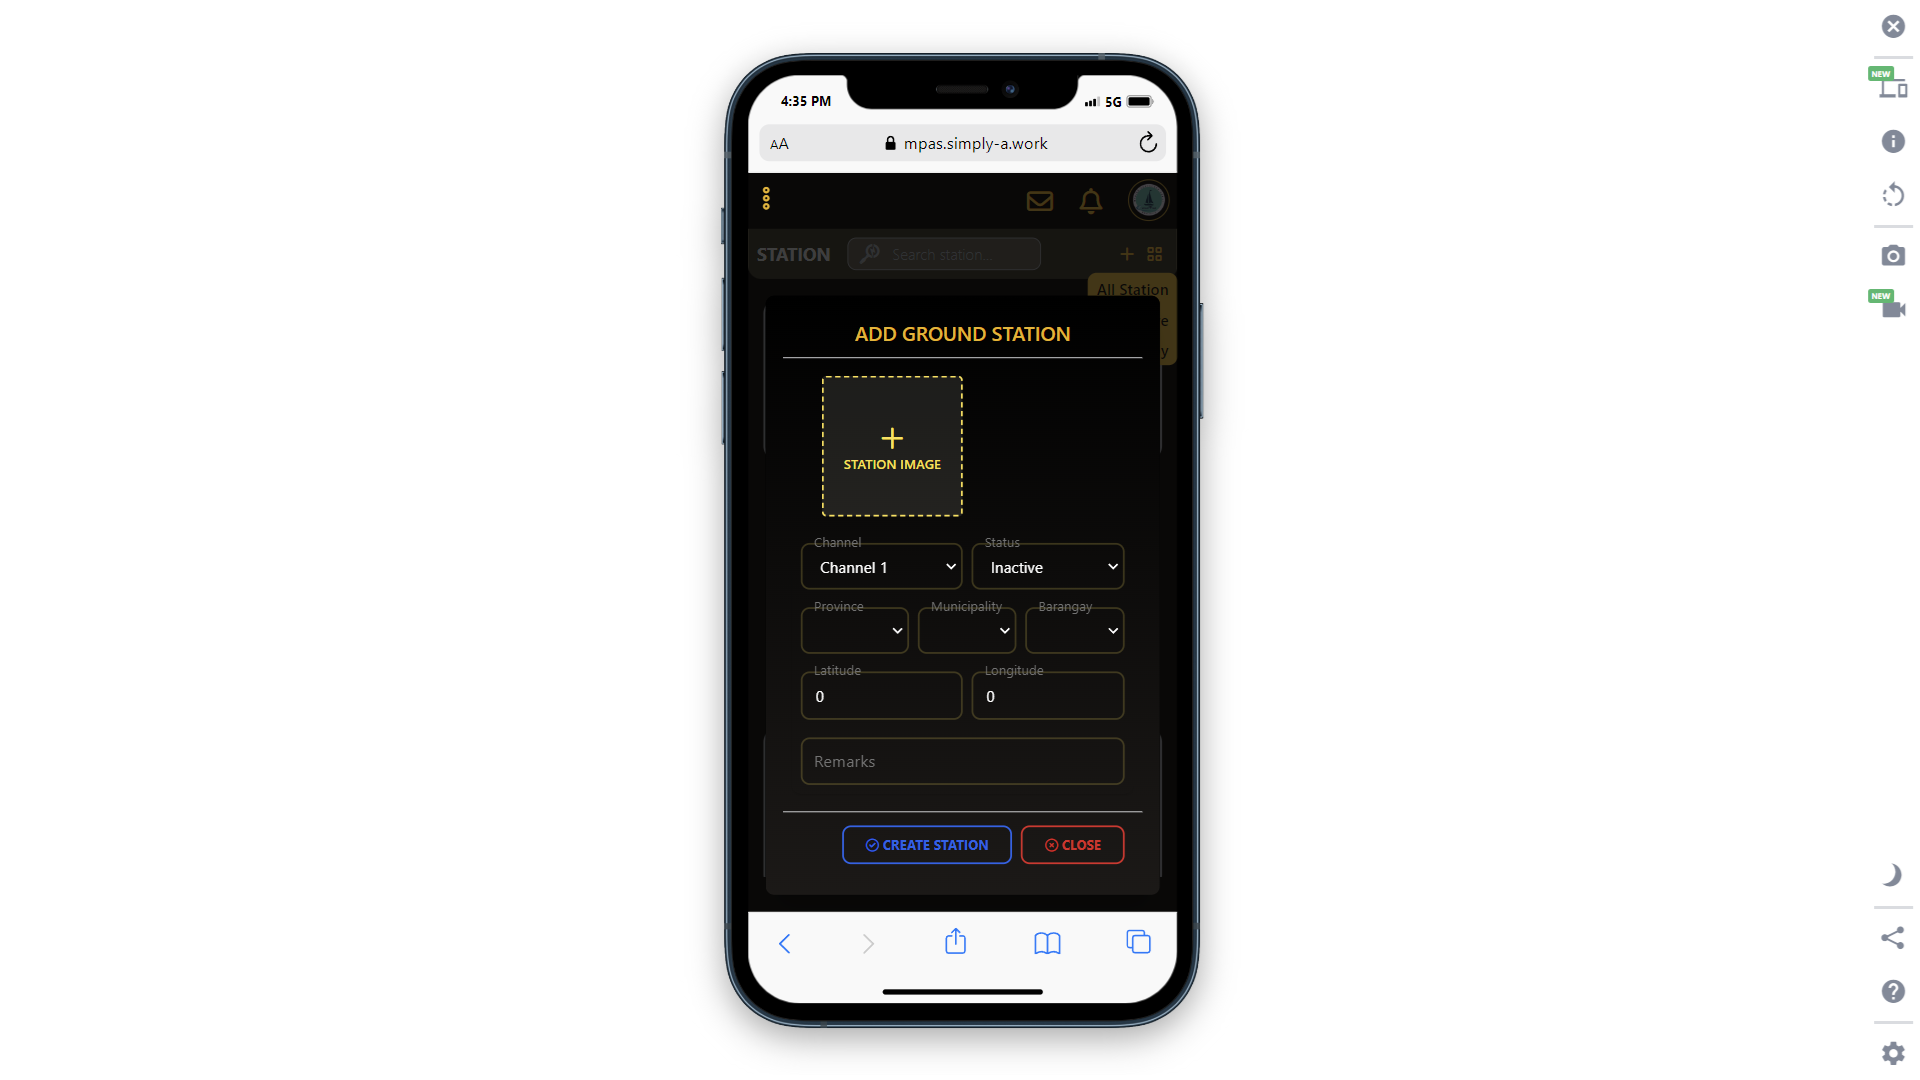 4:35 PM
5G
AA
mpas.simply-a.work
STATION
Search station...
All Station
e
y
ADD GROUND STATION
STATION IMAGE
Channel
Status
Channel 1
Inactive
Province
Municipality
Barangay
Latitude
Longitude
0
0
Remarks
CREATE STATION
CLOSE
NEW
NEW